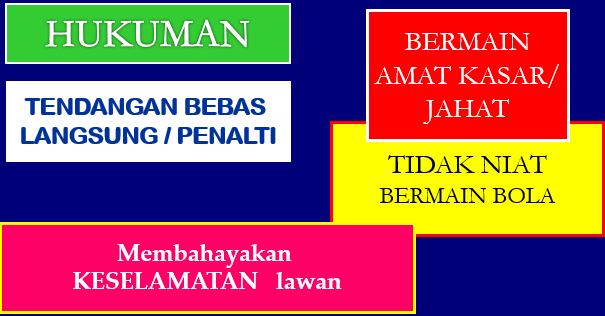 HUKUMAN
TENDANGAN BEBAS
LANGSUNG / PENALTI
BERMAIN
AMAT KASAR/
JAHAT
TIDAK NIAT
BERMAIN BOLA
Membahayakan
KESELAMATAN lawan